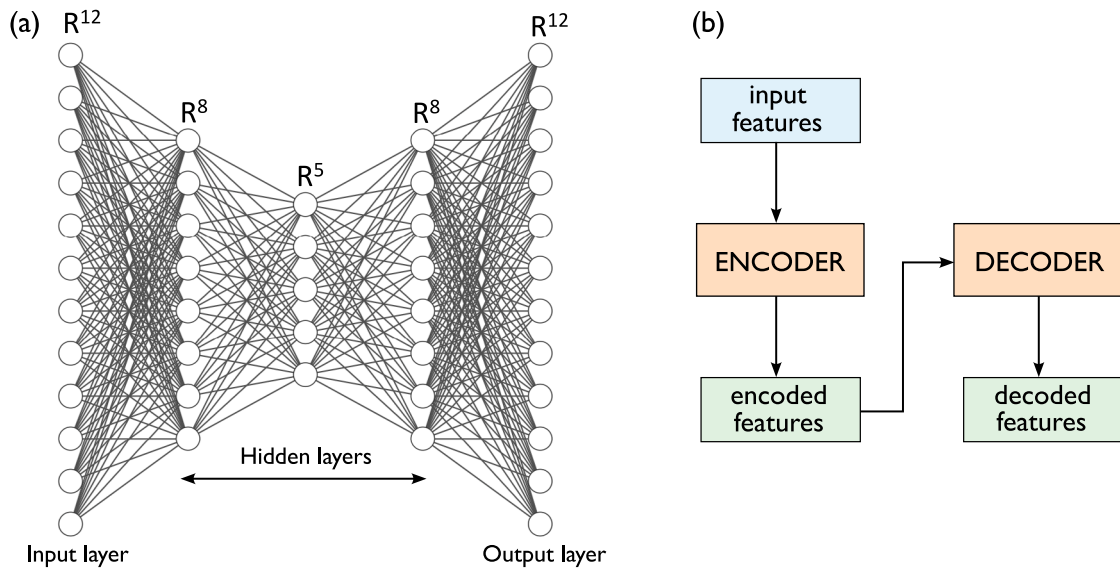 (a)
R¹²
R⁸
R⁵
R⁸
R¹²
Hidden layers
Input layer
Output layer
(b)
input
features
ENCODER
DECODER
encoded
features
decoded
features